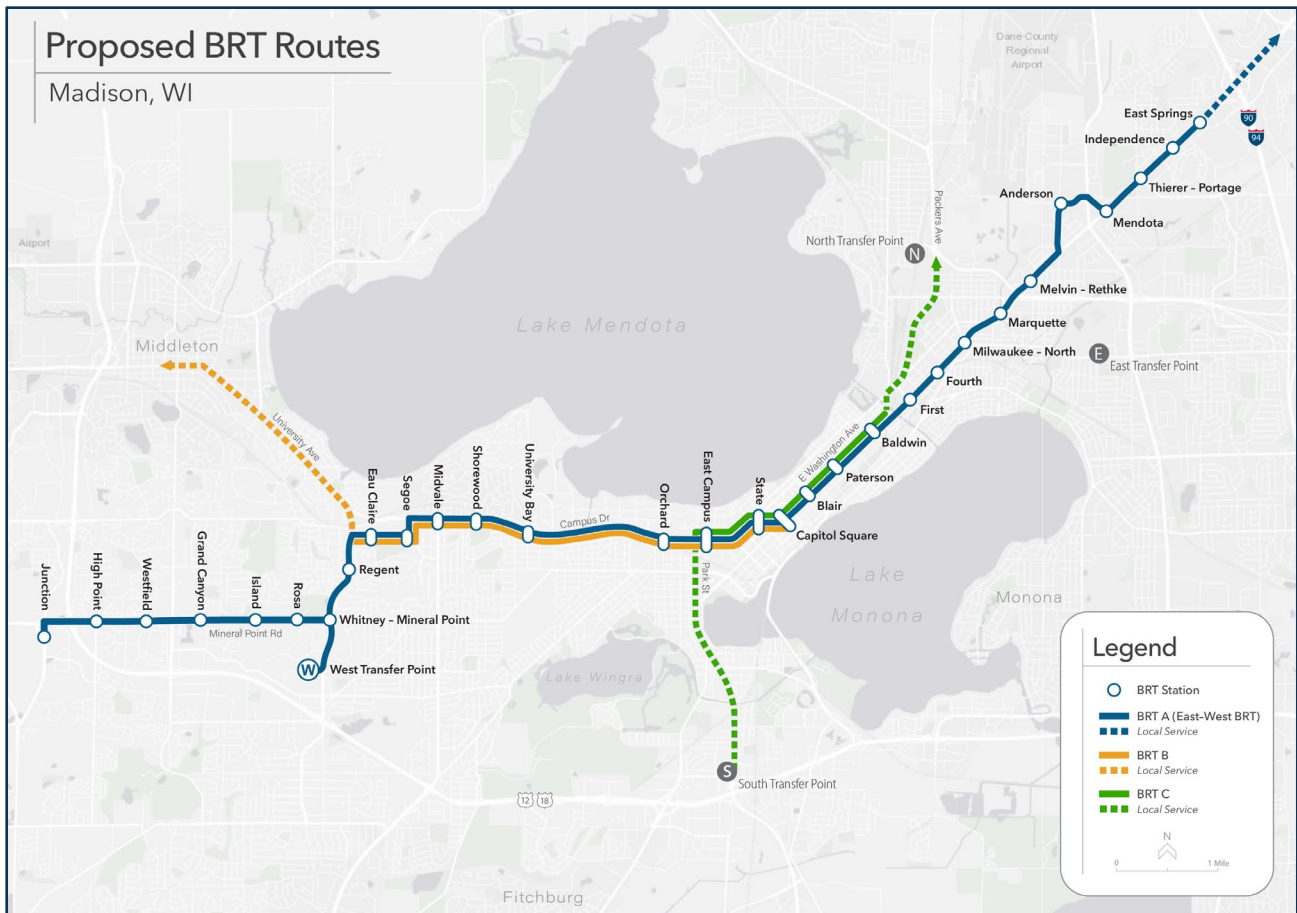 Proposed BRT Routes
Madison, WI
Dane County
Regional
Airport
East Springs
90
94
Independence
Thierer – Portage
Anderson
Mendota
Packers Ave
North Transfer Point
N
Airport
Melvin – Rethke
Marquette
Lake Mendota
Middleton
Milwaukee – North
E
East Transfer Point
Fourth
First
University Ave
Baldwin
E Washington Ave
Paterson
Blair
Capitol Square
Eau Claire
Segoe
Midvale
Shorewood
University Bay
Campus Dr
Orchard
East Campus
State
Park St
Regent
Lake
Monona
Monona
Junction
High Point
Westfield
Grand Canyon
Island
Rosa
Whitney – Mineral Point
Mineral Point Rd
W
West Transfer Point
Lake Wingra
S
South Transfer Point
12
18
Fitchburg
Legend
BRT Station
BRT A (East–West BRT)
Local Service
BRT B
Local Service
BRT C
Local Service
N
0
1 Mile